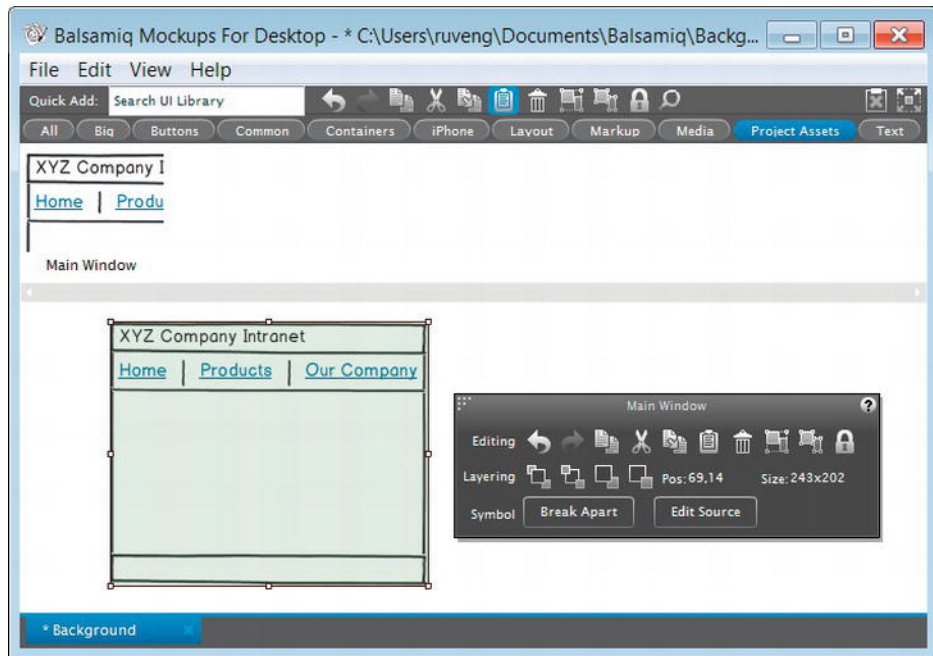 Balsamiq Mockups For Desktop - * C:\Users\ruveng\Documents\Balsamiq\Backg...
File Edit View Help
Quick Add: Search UI Library
All Big Buttons Common Containers iPhone Layout Markup Media Project Assets Text
XYZ Company I
Home | Produ
Main Window
XYZ Company Intranet
Home | Products | Our Company
Main Window ?
Editing
Layering Pos: 69,14 Size: 243x202
Symbol Break Apart Edit Source
* Background x